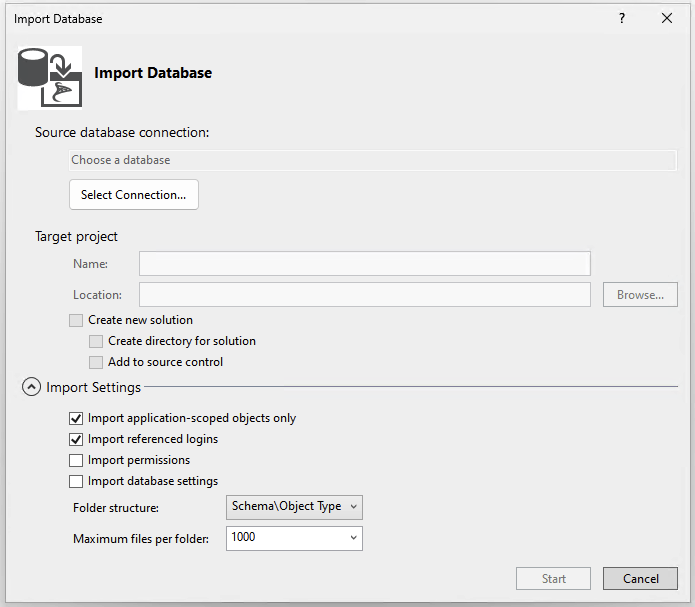 Import Database
?
Import Database
Source database connection:
Choose a database
Select Connection...
Target project
Name:
Location:
Browse...
Create new solution
Create directory for solution
Add to source control
Import Settings
Import application-scoped objects only
Import referenced logins
Import permissions
Import database settings
Folder structure: Schema\Object Type
Maximum files per folder: 1000
Start Cancel